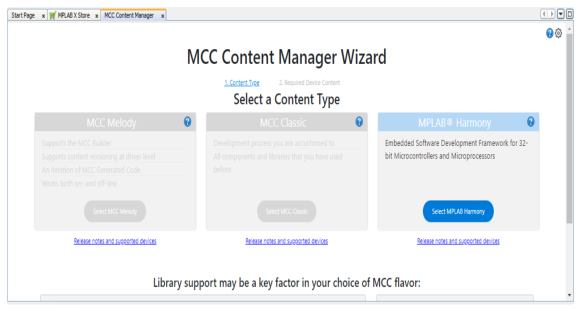 Start Page x MPLAB X Store x MCC Content Manager x
MCC Content Manager Wizard
1. Content Type 2. Required Device Content
Select a Content Type
MCC Melody
Supports the MCC Builder
Supports content versioning at driver level
An iteration of MCC Generated Code
Works both on- and off-line
Select MCC Melody
Release notes and supported devices
MCC Classic
Development process you are accustomed to
All components and libraries that you have used
before
Select MCC Classic
Release notes and supported devices
MPLAB® Harmony
Embedded Software Development Framework for 32-
bit Microcontrollers and Microprocessors
Select MPLAB Harmony
Release notes and supported devices
Library support may be a key factor in your choice of MCC flavor: